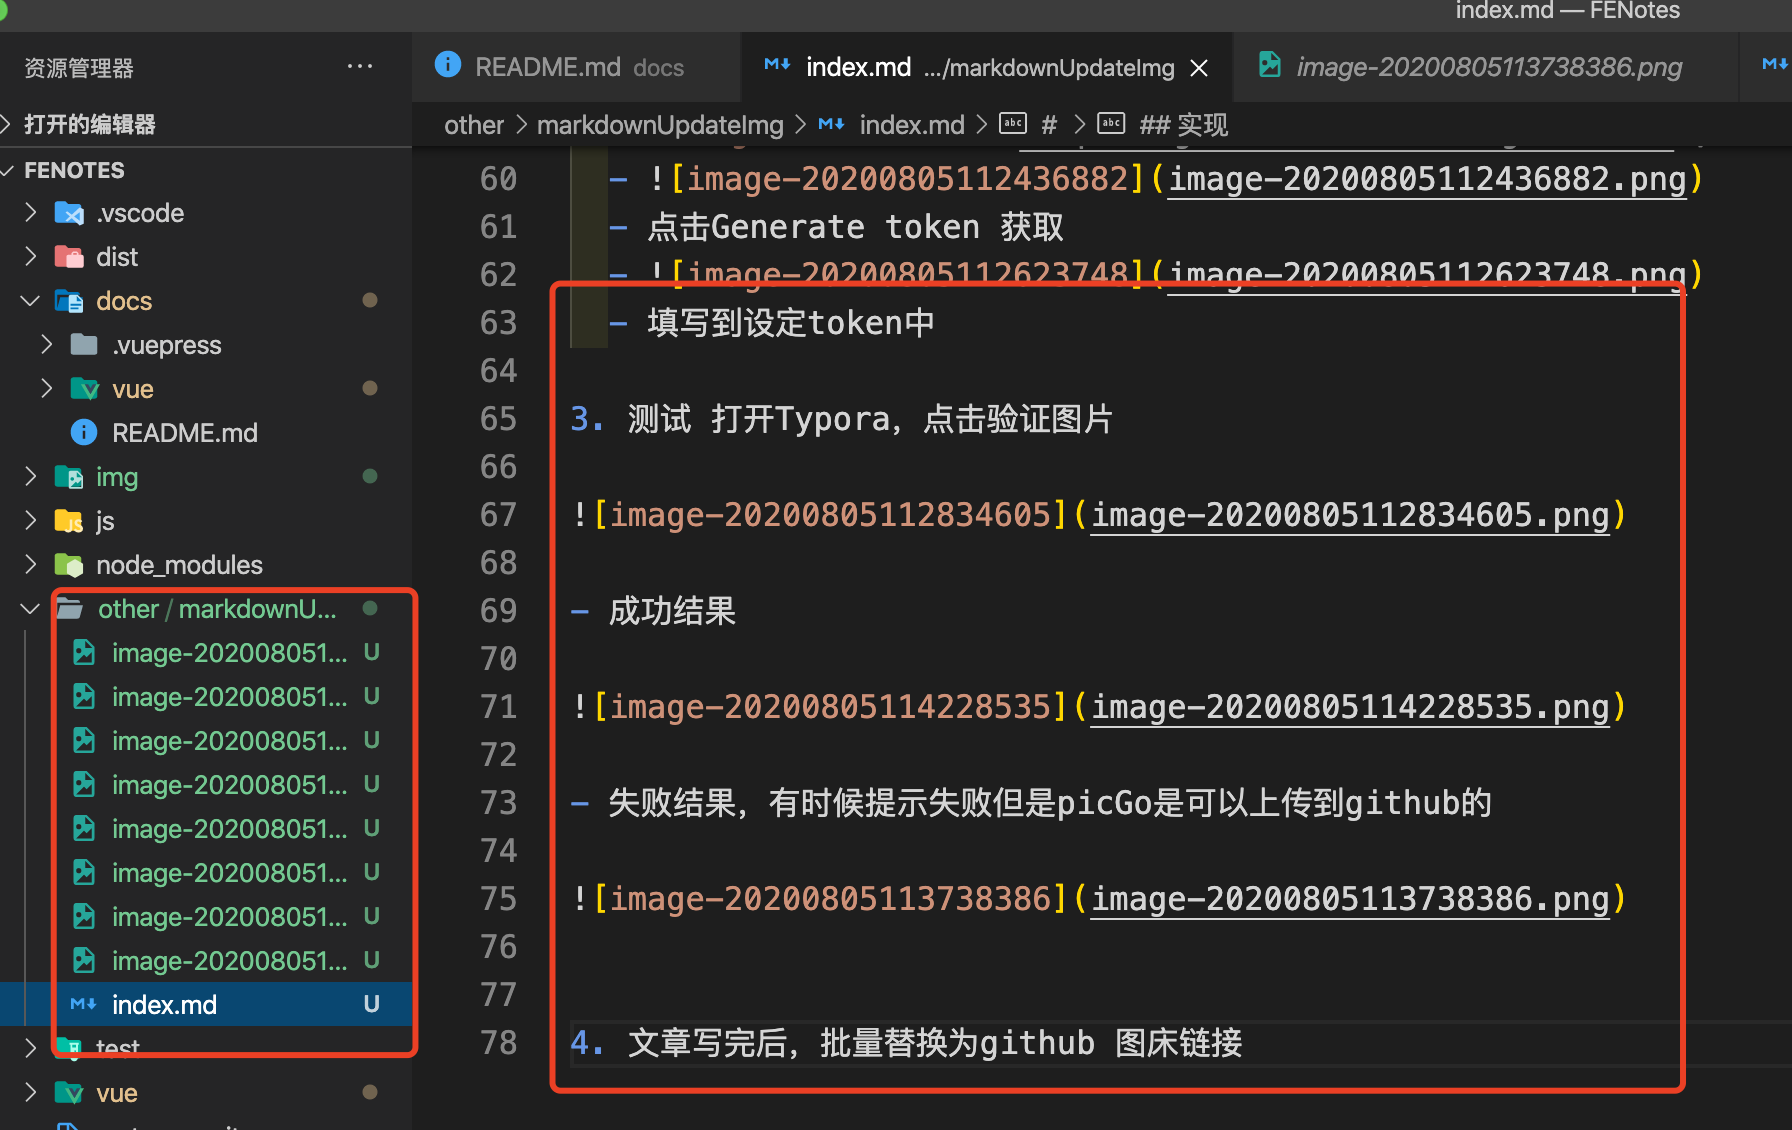 index.md — FENotes
资源管理器 ···
README.md docs
index.md .../markdownUpdateImg
image-20200805113738386.png
打开的编辑器
other > markdownUpdateImg > index.md > # > ## 实现
FENOTES
.vscode
dist
docs
.vuepress
vue
README.md
img
js
node_modules
other / markdownU...
image-202008051... U
image-202008051... U
image-202008051... U
image-202008051... U
image-202008051... U
image-202008051... U
image-202008051... U
image-202008051... U
index.md U
test
vue
60 - ![image-20200805112436882](image-20200805112436882.png)
61 - 点击Generate token 获取
62 - ![image-20200805112623748](image-20200805112623748.png)
63 - 填写到设定token中
64
65 3. 测试 打开Typora，点击验证图片
66
67 ![image-20200805112834605](image-20200805112834605.png)
68
69 - 成功结果
70
71 ![image-20200805114228535](image-20200805114228535.png)
72
73 - 失败结果，有时候提示失败但是picGo是可以上传到github的
74
75 ![image-20200805113738386](image-20200805113738386.png)
76
77
78 4. 文章写完后，批量替换为github 图床链接